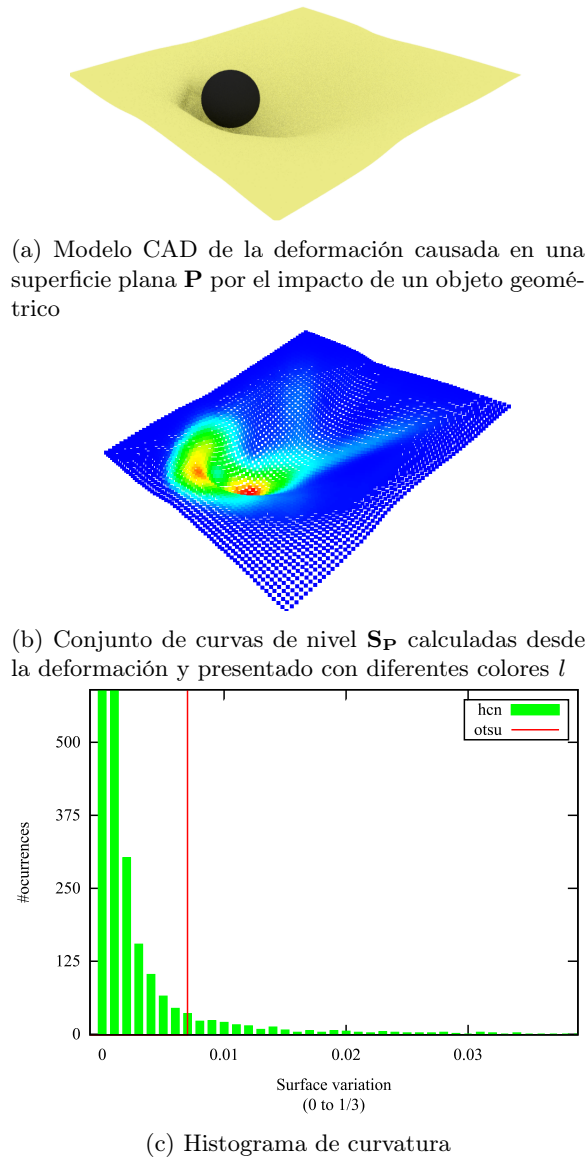 (a) Modelo CAD de la deformación causada en una
superficie plana P por el impacto de un objeto geomé-
trico
(b) Conjunto de curvas de nivel S_P calculadas desde
la deformación y presentado con diferentes colores l
hcn
otsu
500
375
250
125
0
#ocurrences
0 0.01 0.02 0.03
Surface variation
(0 to 1/3)
(c) Histograma de curvatura